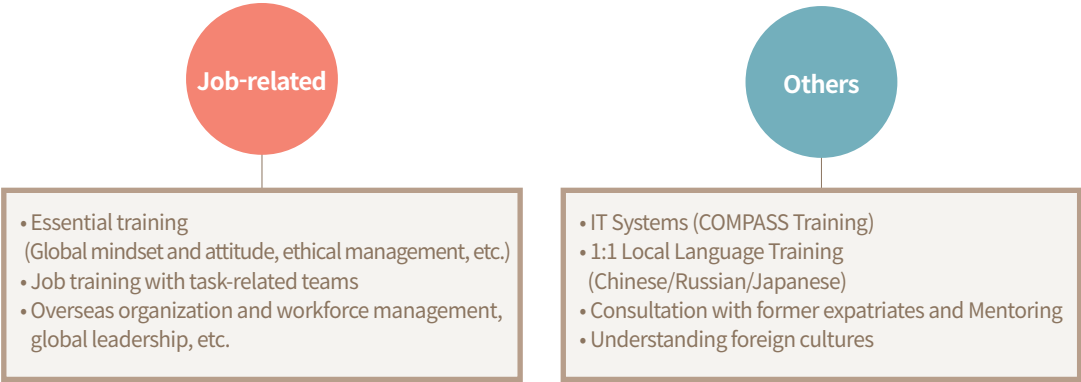 Job-related
• Essential training
(Global mindset and attitude, ethical management, etc.)
• Job training with task-related teams
• Overseas organization and workforce management,
global leadership, etc.
Others
• IT Systems (COMPASS Training)
• 1:1 Local Language Training
(Chinese/Russian/Japanese)
• Consultation with former expatriates and Mentoring
• Understanding foreign cultures